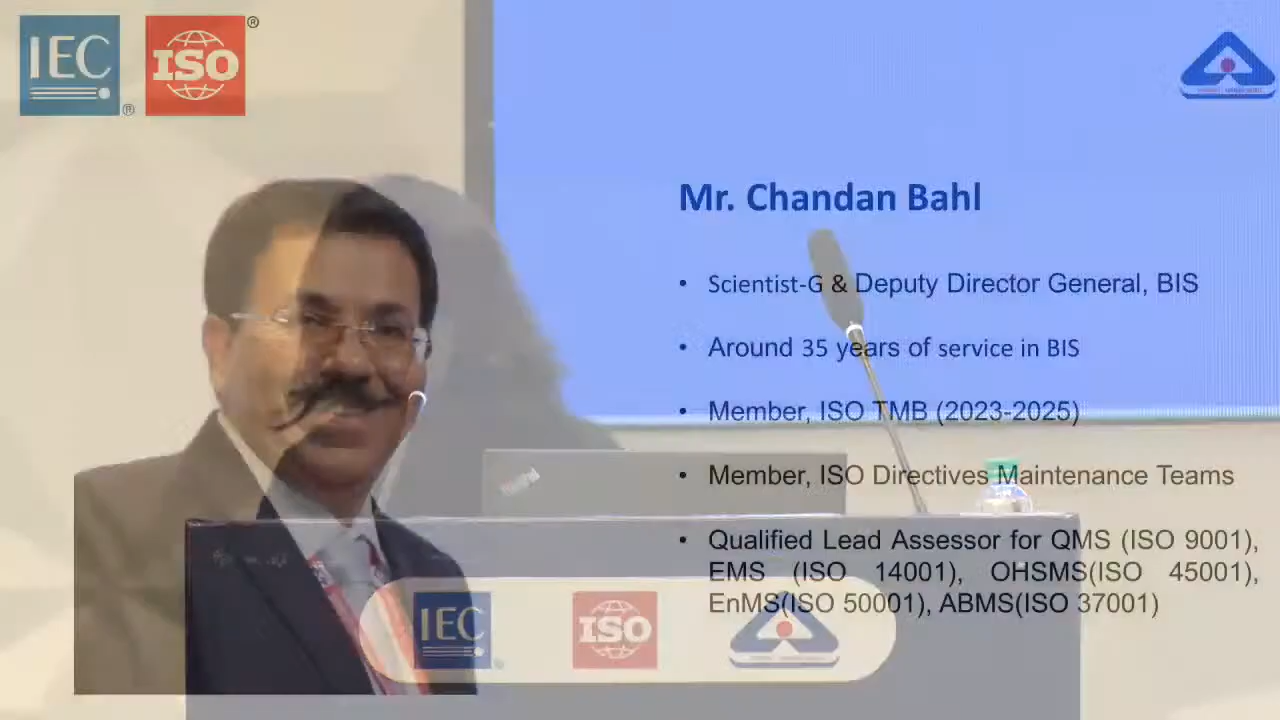 IEC
®
ISO
®
Mr. Chandan Bahl
• Scientist-G & Deputy Director General, BIS
• Around 35 years of service in BIS
• Member, ISO TMB (2023-2025)
• Member, ISO Directives Maintenance Teams
• Qualified Lead Assessor for QMS (ISO 9001),
EMS (ISO 14001), OHSMS(ISO 45001),
EnMS(ISO 50001), ABMS(ISO 37001)
IEC
ISO